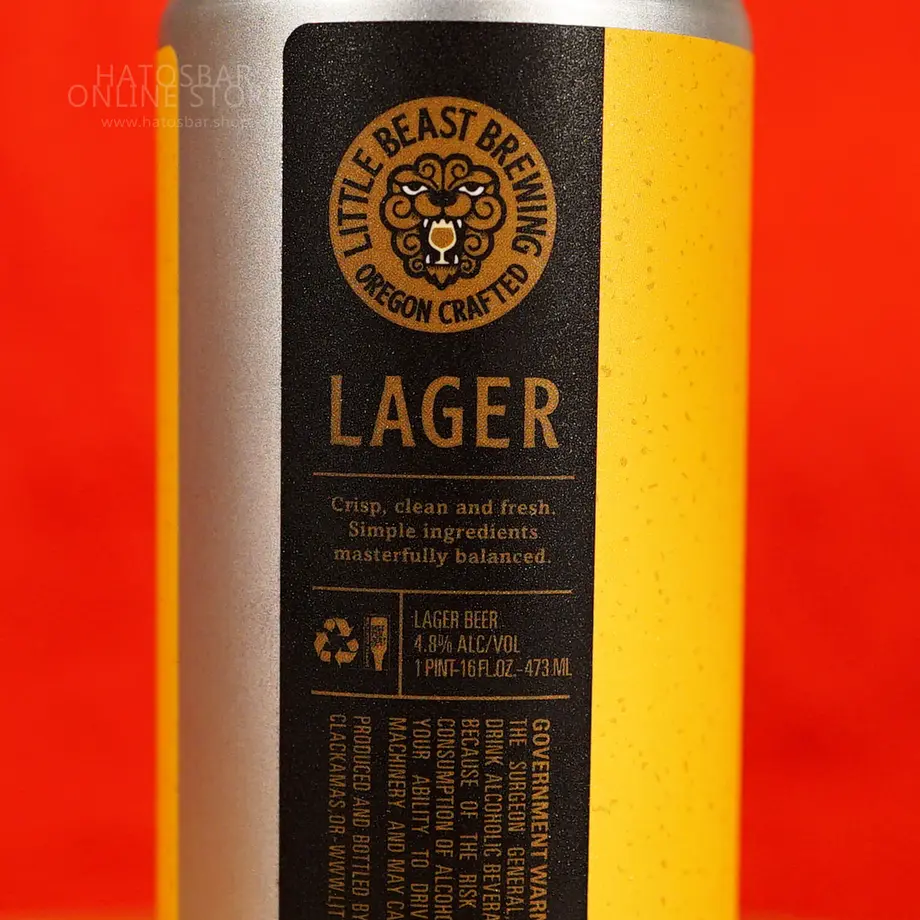 HATOSBAR
ONLINE STO
www.hatosbar.shop
LITTLE BEAST BREWING
OREGON CRAFTED
LAGER
Crisp, clean and fresh.
Simple ingredients
masterfully balanced.
LAGER BEER
4.8% ALC/VOL
1 PINT-16 FL.OZ.-473 ML
GOVERNMENT WARN
THE SURGEON GENERAL,
DRINK ALCOHOLIC BEVERA
BECAUSE OF THE RISK
CONSUMPTION OF ALCOHO
YOUR ABILITY TO DRIV
MACHINERY AND MAY CA
PRODUCED AND BOTTLED BY
CLACKAMAS OR · WWW.LIT